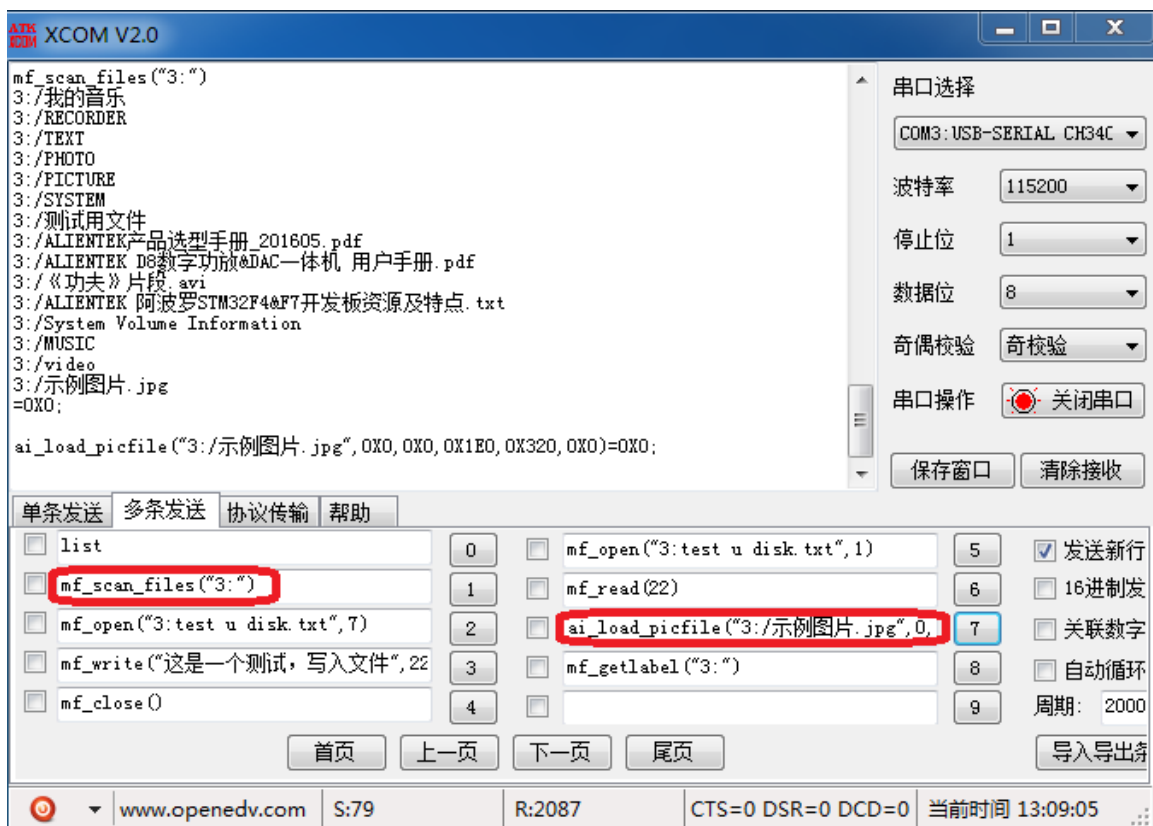 ATK XCOM XCOM V2.0
mf_scan_files("3:")
3:/我的音乐
3:/RECORDER
3:/TEXT
3:/PHOTO
3:/PICTURE
3:/SYSTEM
3:/测试用文件
3:/ALIENTEK产品选型手册_201605.pdf
3:/ALIENTEK D8数字功放&DAC一体机 用户手册.pdf
3:/《功夫》片段.avi
3:/ALIENTEK 阿波罗STM32F4&F7开发板资源及特点.txt
3:/System Volume Information
3:/MUSIC
3:/video
3:/示例图片.jpg
=0X0;
ai_load_picfile("3:/示例图片.jpg",0X0,0X0,0X1E0,0X320,0X0)=0X0;
串口选择
COM3:USB-SERIAL CH34C
波特率 115200
停止位 1
数据位 8
奇偶校验 奇校验
串口操作 关闭串口
保存窗口 清除接收
单条发送 多条发送 协议传输 帮助
list 0 mf_open("3:test u disk.txt",1) 5 发送新行
mf_scan_files("3:") 1 mf_read(22) 6 16进制发
mf_open("3:test u disk.txt",7) 2 ai_load_picfile("3:/示例图片.jpg",0, 7 关联数字
mf_write("这是一个测试，写入文件",22 3 mf_getlabel("3:") 8 自动循环
mf_close() 4 9 周期: 2000
首页 上一页 下一页 尾页 导入导出条
www.openedv.com S:79 R:2087 CTS=0 DSR=0 DCD=0 当前时间 13:09:05